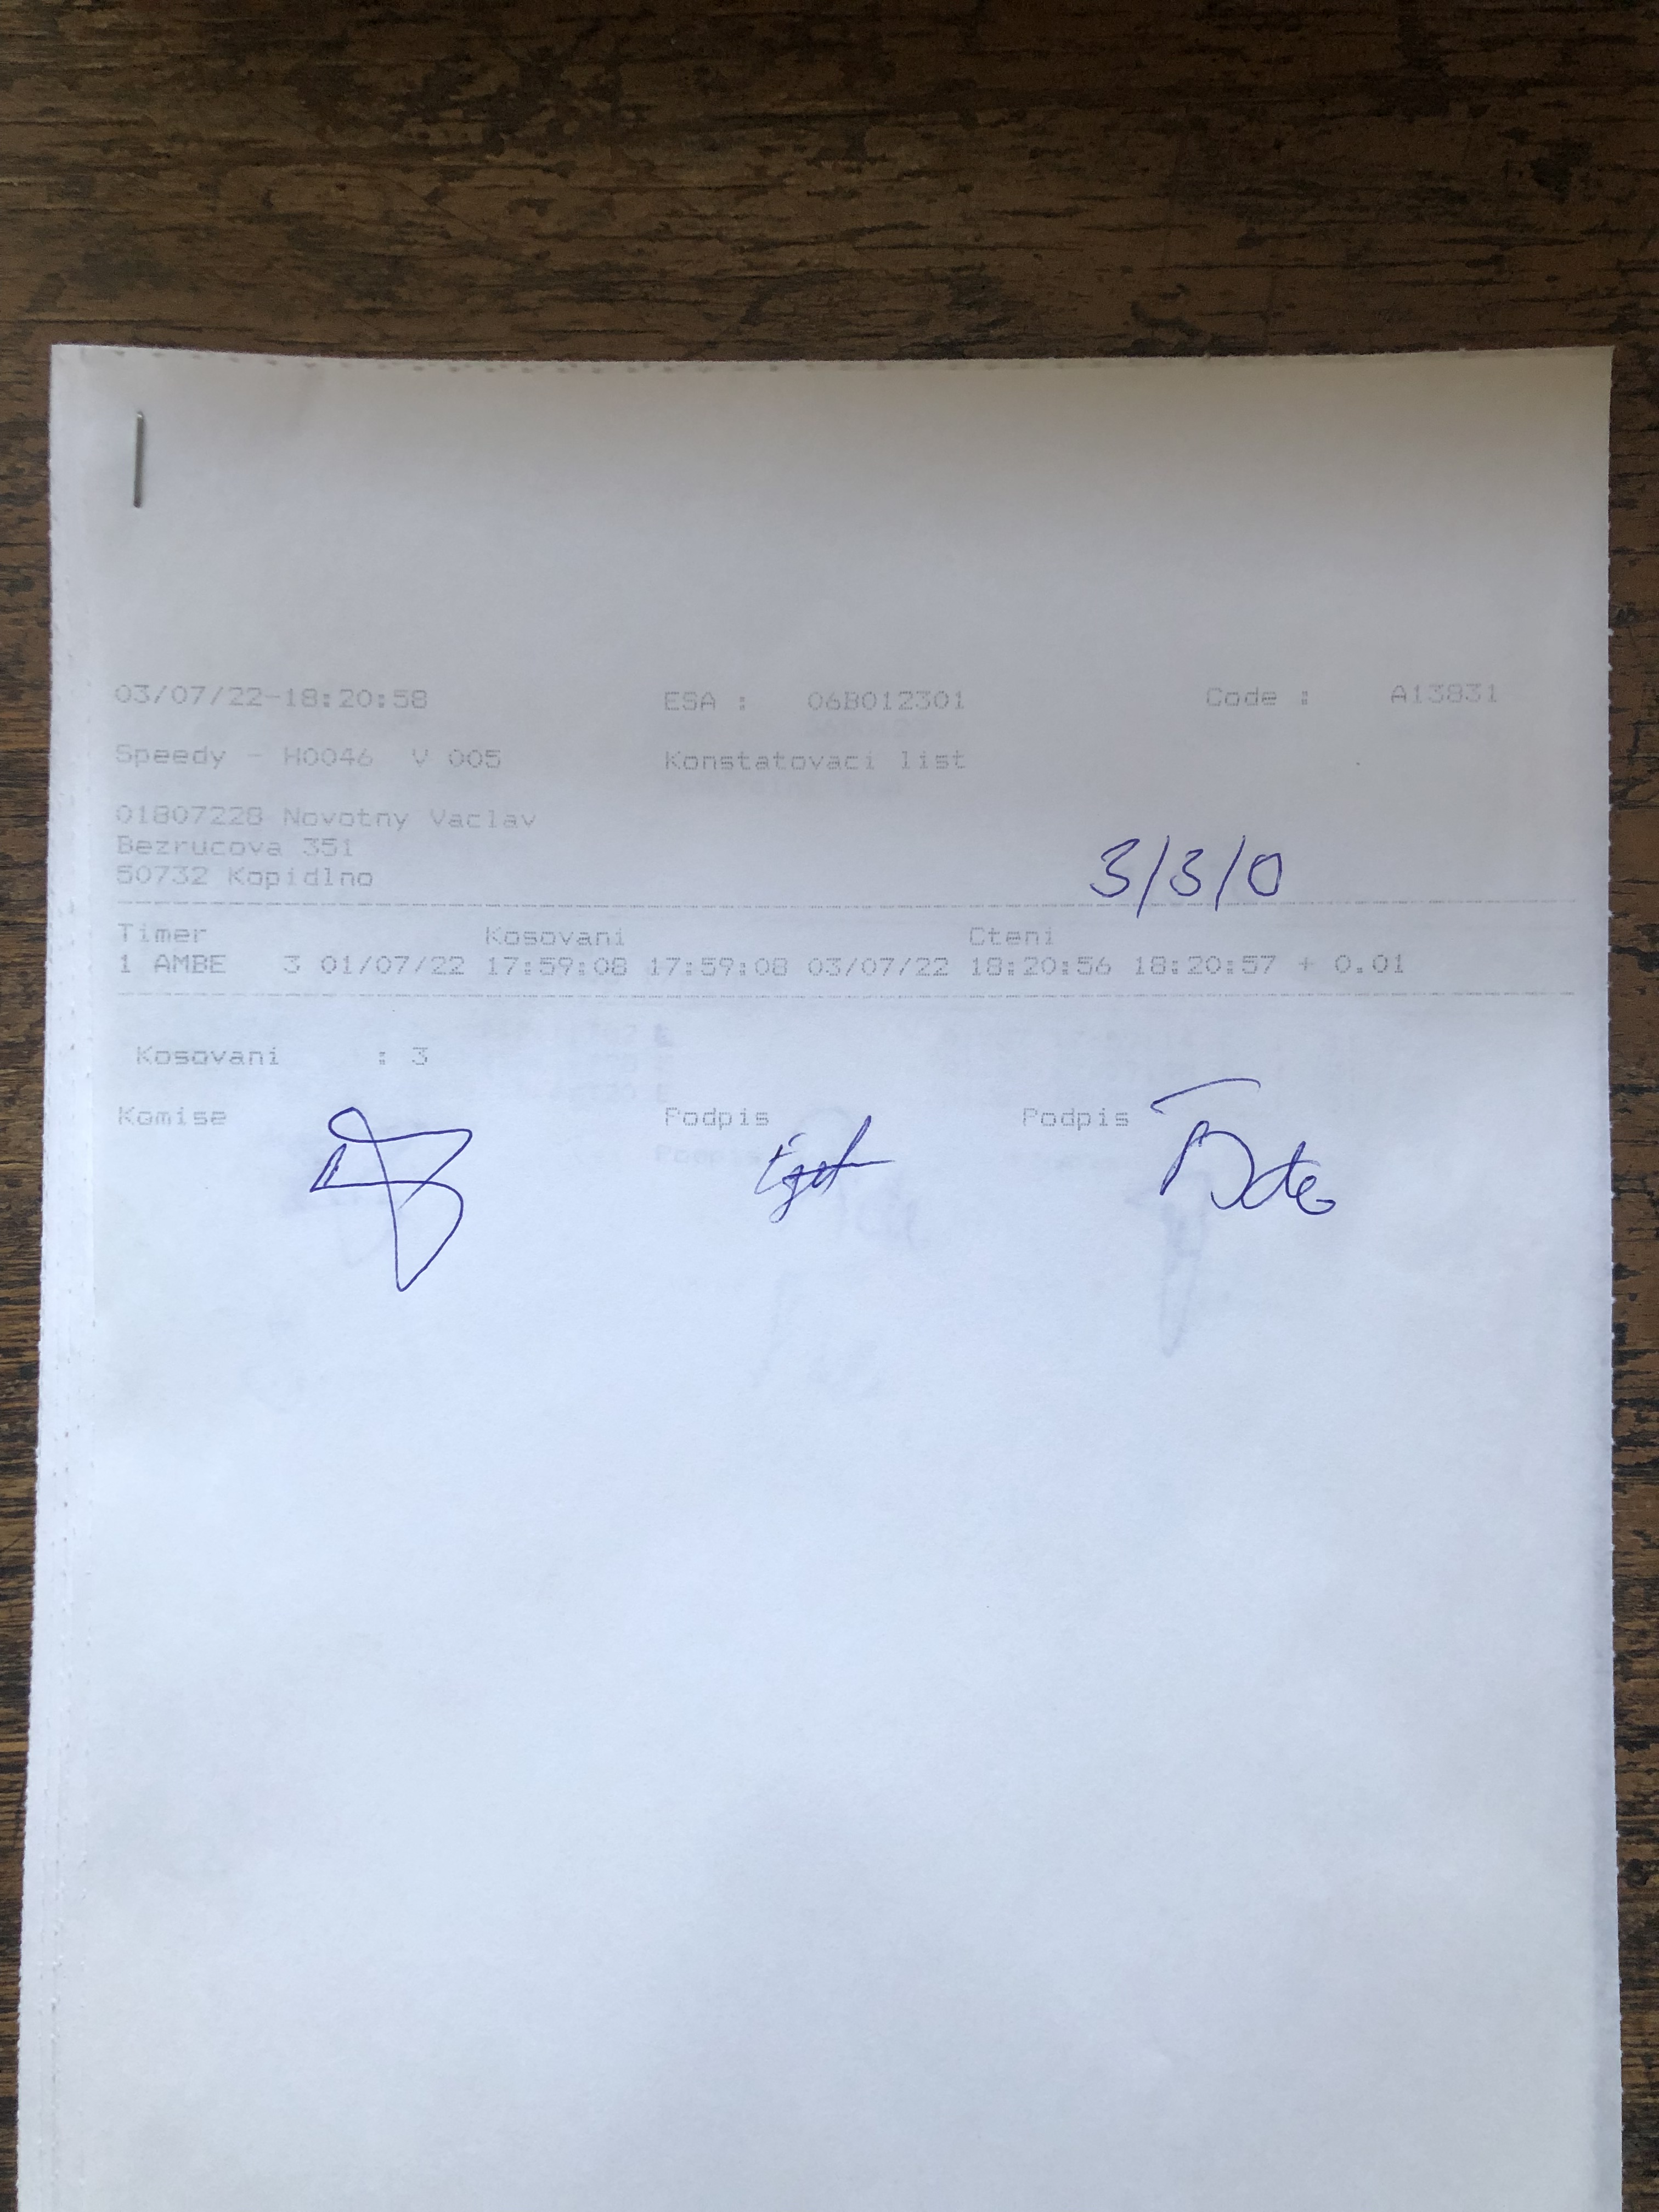 03/07/22-18:20:58 ESA : 06B012301 Code : A13831
Speedy - H0046 V 005 Konstatovaci list
01807228 Novotny Vaclav
Bezrucova 351
50732 Kopidlno
3/3/0
Timer Kosovani Cteni
1 AMBE 3 01/07/22 17:59:08 17:59:08 03/07/22 18:20:56 18:20:57 + 0.01
Kosovani : 3
Komise Podpis Podpis